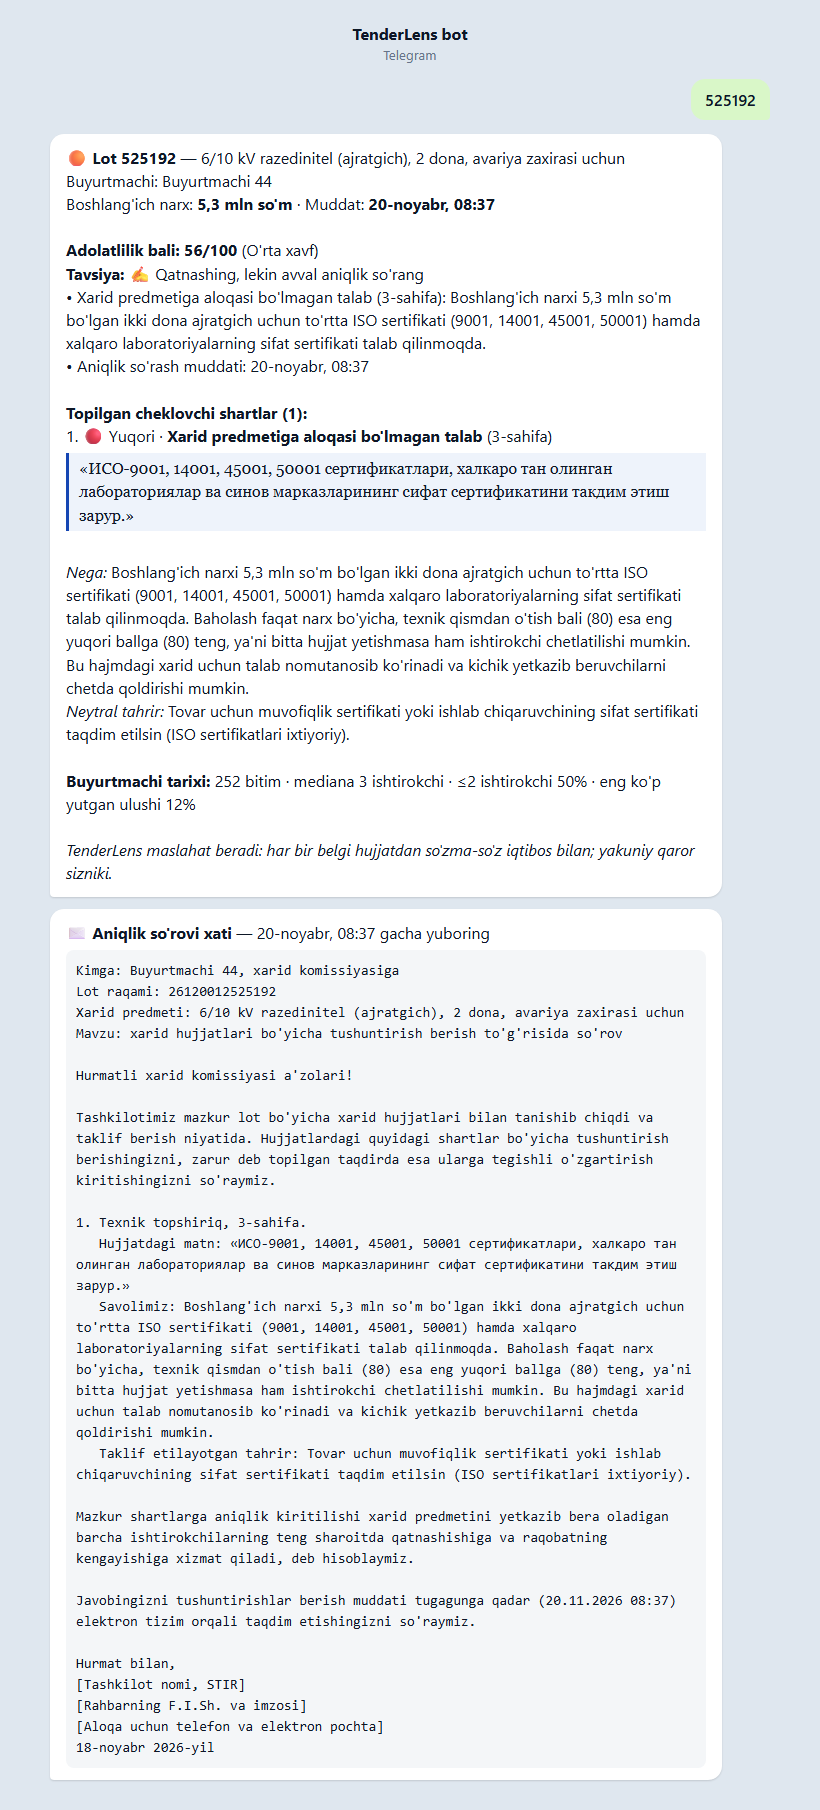 TenderLens bot
Telegram
525192
Lot 525192 — 6/10 kV razedinitel (ajratgich), 2 dona, avariya zaxirasi uchun
Buyurtmachi: Buyurtmachi 44
Boshlang'ich narx: 5,3 mln so'm · Muddat: 20-noyabr, 08:37
Adolatlilik bali: 56/100 (O'rta xavf)
Tavsiya: ✍️ Qatnashing, lekin avval aniqlik so'rang
• Xarid predmetiga aloqasi bo'lmagan talab (3-sahifa): Boshlang'ich narxi 5,3 mln so'm
bo'lgan ikki dona ajratgich uchun to'rtta ISO sertifikati (9001, 14001, 45001, 50001) hamda
xalqaro laboratoriyalarning sifat sertifikati talab qilinmoqda.
• Aniqlik so'rash muddati: 20-noyabr, 08:37
Topilgan cheklovchi shartlar (1):
1. 🔴 Yuqori · Xarid predmetiga aloqasi bo'lmagan talab (3-sahifa)
«ИСО-9001, 14001, 45001, 50001 сертификатлари, халкаро тан олинган
лабораториялар ва синов марказларининг сифат сертификатини такдим этиш
зарур.»
Nega: Boshlang'ich narxi 5,3 mln so'm bo'lgan ikki dona ajratgich uchun to'rtta ISO
sertifikati (9001, 14001, 45001, 50001) hamda xalqaro laboratoriyalarning sifat sertifikati
talab qilinmoqda. Baholash faqat narx bo'yicha, texnik qismdan o'tish bali (80) esa eng
yuqori ballga (80) teng, ya'ni bitta hujjat yetishmasa ham ishtirokchi chetlatilishi mumkin.
Bu hajmdagi xarid uchun talab nomutanosib ko'rinadi va kichik yetkazib beruvchilarni
chetda qoldirishi mumkin.
Neytral tahrir: Tovar uchun muvofiqlik sertifikati yoki ishlab chiqaruvchining sifat sertifikati
taqdim etilsin (ISO sertifikatlari ixtiyoriy).
Buyurtmachi tarixi: 252 bitim · mediana 3 ishtirokchi · ≤2 ishtirokchi 50% · eng ko'p
yutgan ulushi 12%
TenderLens maslahat beradi: har bir belgi hujjatdan so'zma-so'z iqtibos bilan; yakuniy qaror
sizniki.
Aniqlik so'rovi xati — 20-noyabr, 08:37 gacha yuboring
Kimga: Buyurtmachi 44, xarid komissiyasiga
Lot raqami: 26120012525192
Xarid predmeti: 6/10 kV razedinitel (ajratgich), 2 dona, avariya zaxirasi uchun
Mavzu: xarid hujjatlari bo'yicha tushuntirish berish to'g'risida so'rov
Hurmatli xarid komissiyasi a'zolari!
Tashkilotimiz mazkur lot bo'yicha xarid hujjatlari bilan tanishib chiqdi va
taklif berish niyatida. Hujjatlardagi quyidagi shartlar bo'yicha tushuntirish
berishingizni, zarur deb topilgan taqdirda esa ularga tegishli o'zgartirish
kiritishingizni so'raymiz.
1. Texnik topshiriq, 3-sahifa.
Hujjatdagi matn: «ИСО-9001, 14001, 45001, 50001 сертификатлари, халкаро тан
олинган лабораториялар ва синов марказларининг сифат сертификатини такдим этиш
зарур.»
Savolimiz: Boshlang'ich narxi 5,3 mln so'm bo'lgan ikki dona ajratgich uchun
to'rtta ISO sertifikati (9001, 14001, 45001, 50001) hamda xalqaro
laboratoriyalarning sifat sertifikati talab qilinmoqda. Baholash faqat narx
bo'yicha, texnik qismdan o'tish bali (80) esa eng yuqori ballga (80) teng, ya'ni
bitta hujjat yetishmasa ham ishtirokchi chetlatilishi mumkin. Bu hajmdagi xarid
uchun talab nomutanosib ko'rinadi va kichik yetkazib beruvchilarni chetda
qoldirishi mumkin.
Taklif etilayotgan tahrir: Tovar uchun muvofiqlik sertifikati yoki ishlab
chiqaruvchining sifat sertifikati taqdim etilsin (ISO sertifikatlari ixtiyoriy).
Mazkur shartlarga aniqlik kiritilishi xarid predmetini yetkazib bera oladigan
barcha ishtirokchilarning teng sharoitda qatnashishiga va raqobatning
kengayishiga xizmat qiladi, deb hisoblaymiz.
Javobingizni tushuntirishlar berish muddati tugagunga qadar (20.11.2026 08:37)
elektron tizim orqali taqdim etishingizni so'raymiz.
Hurmat bilan,
[Tashkilot nomi, STIR]
[Rahbarning F.I.Sh. va imzosi]
[Aloqa uchun telefon va elektron pochta]
18-noyabr 2026-yil